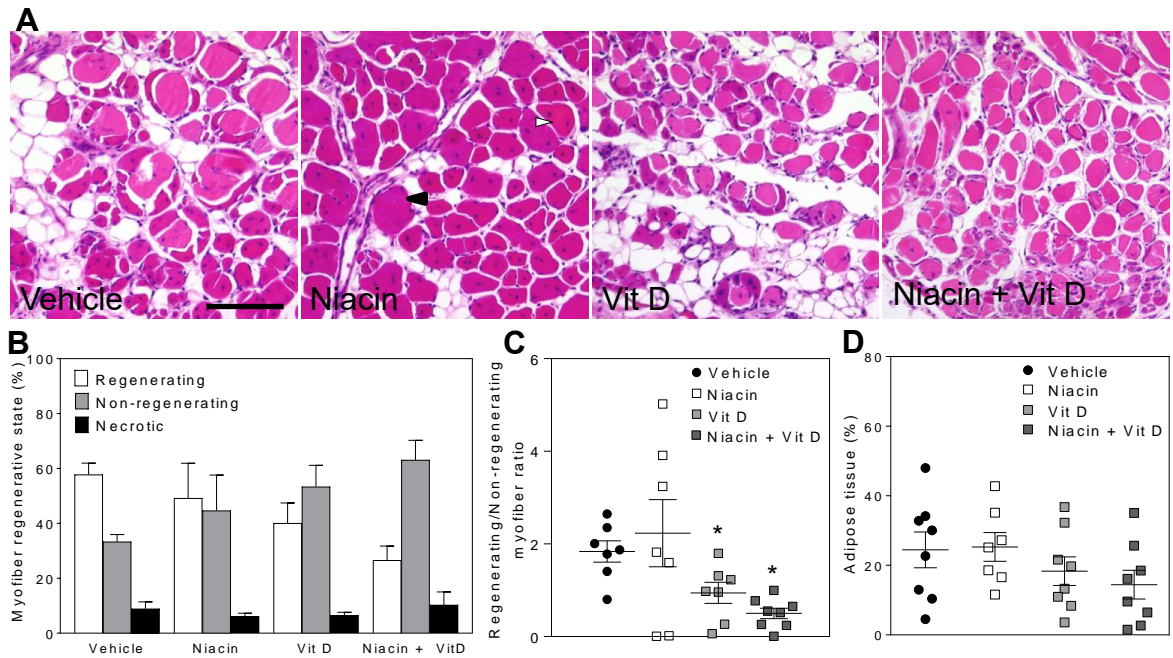 A
Vehicle
Niacin
Vit D
Niacin + Vit D
B
Myofiber regenerative state (%)
100
80
60
40
20
0
Regenerating
Non-regenerating
Necrotic
Vehicle
Niacin
Vit D
Niacin + VitD
C
Regenerating/Non-regenerating
myofiber ratio
6
4
2
0
Vehicle
Niacin
Vit D
Niacin + Vit D
*
*
D
Adipose tissue (%)
80
60
40
20
0
Vehicle
Niacin
Vit D
Niacin + Vit D